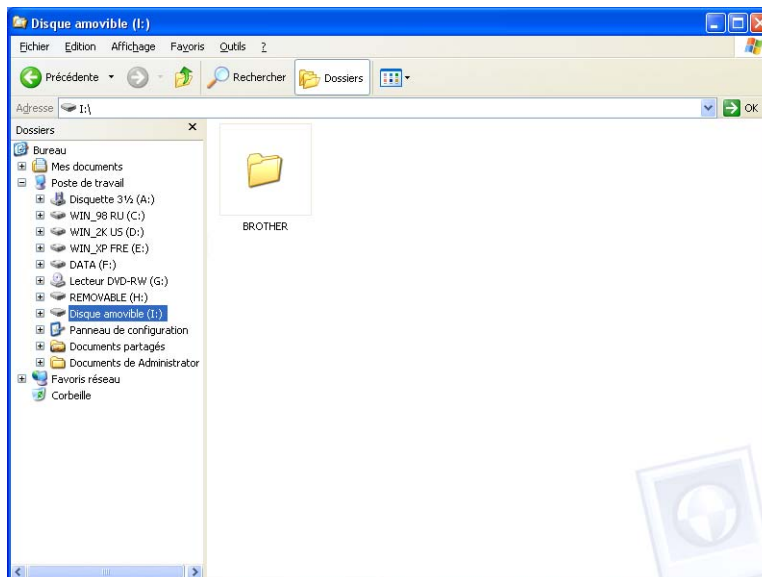 Disque amovible (I:)
Fichier Edition Affichage Favoris Outils ?
Précédente Rechercher Dossiers
Adresse I:\ OK
Dossiers
Bureau
Mes documents
Poste de travail
Disquette 3½ (A:)
WIN_98 RU (C:)
WIN_2K US (D:)
WIN_XP FRE (E:)
DATA (F:)
Lecteur DVD-RW (G:)
REMOVABLE (H:)
Disque amovible (I:)
Panneau de configuration
Documents partagés
Documents de Administrator
Favoris réseau
Corbeille
BROTHER